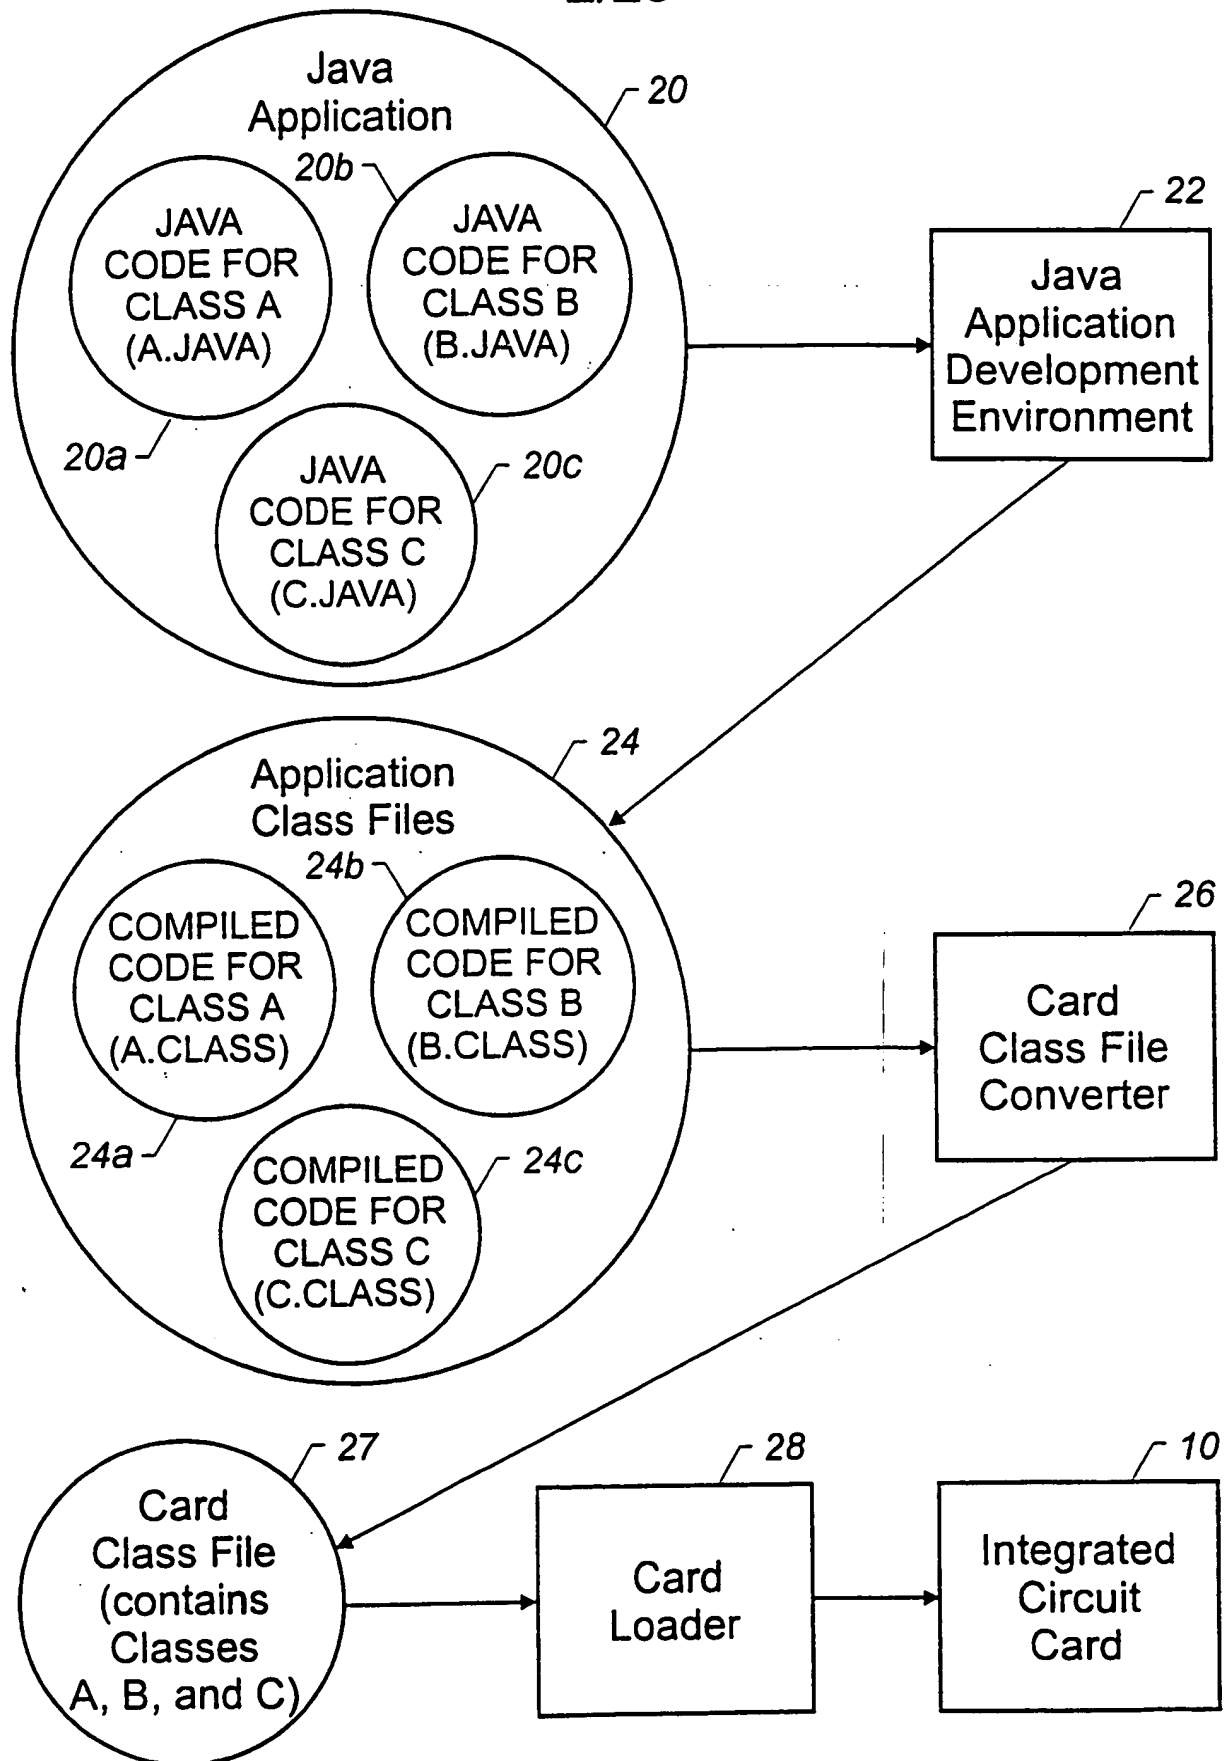 Java
Application
20
20b
JAVA
CODE FOR
CLASS A
(A.JAVA)
JAVA
CODE FOR
CLASS B
(B.JAVA)
20a
JAVA
CODE FOR
CLASS C
(C.JAVA)
20c
22
Java
Application
Development
Environment
Application
Class Files
24
24b
COMPILED
CODE FOR
CLASS A
(A.CLASS)
COMPILED
CODE FOR
CLASS B
(B.CLASS)
24a
COMPILED
CODE FOR
CLASS C
(C.CLASS)
24c
26
Card
Class File
Converter
27
Card
Class File
(contains
Classes
A, B, and C)
28
Card
Loader
10
Integrated
Circuit
Card